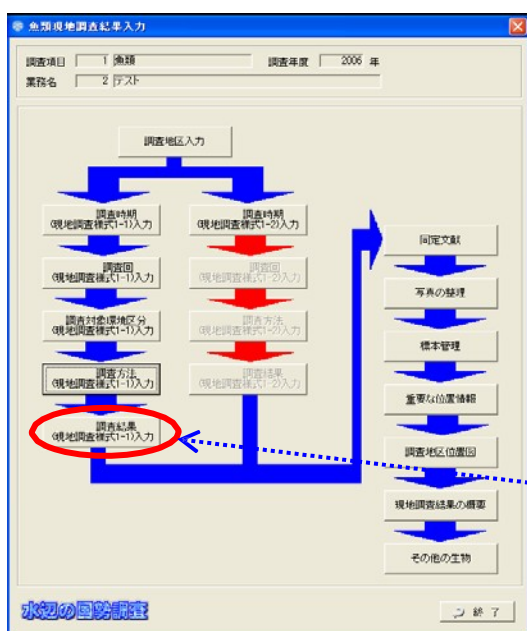 魚類現地調査結果入力
調査項目 1 魚類 調査年度 2006 年
業務名 2 テスト
調査地区入力
調査時期
(現地調査様式1-1)入力
調査回
(現地調査様式1-1)入力
調査対象環境区分
(現地調査様式1-1)入力
調査方法
(現地調査様式1-1)入力
調査結果
(現地調査様式1-1)入力
調査時期
(現地調査様式1-2)入力
調査回
(現地調査様式1-2)入力
調査方法
(現地調査様式1-2)入力
調査結果
(現地調査様式1-2)入力
同定文献
写真の整理
標本管理
重要な位置情報
調査地区位置図
現地調査結果の概要
その他の生物
水辺の国勢調査
終 了